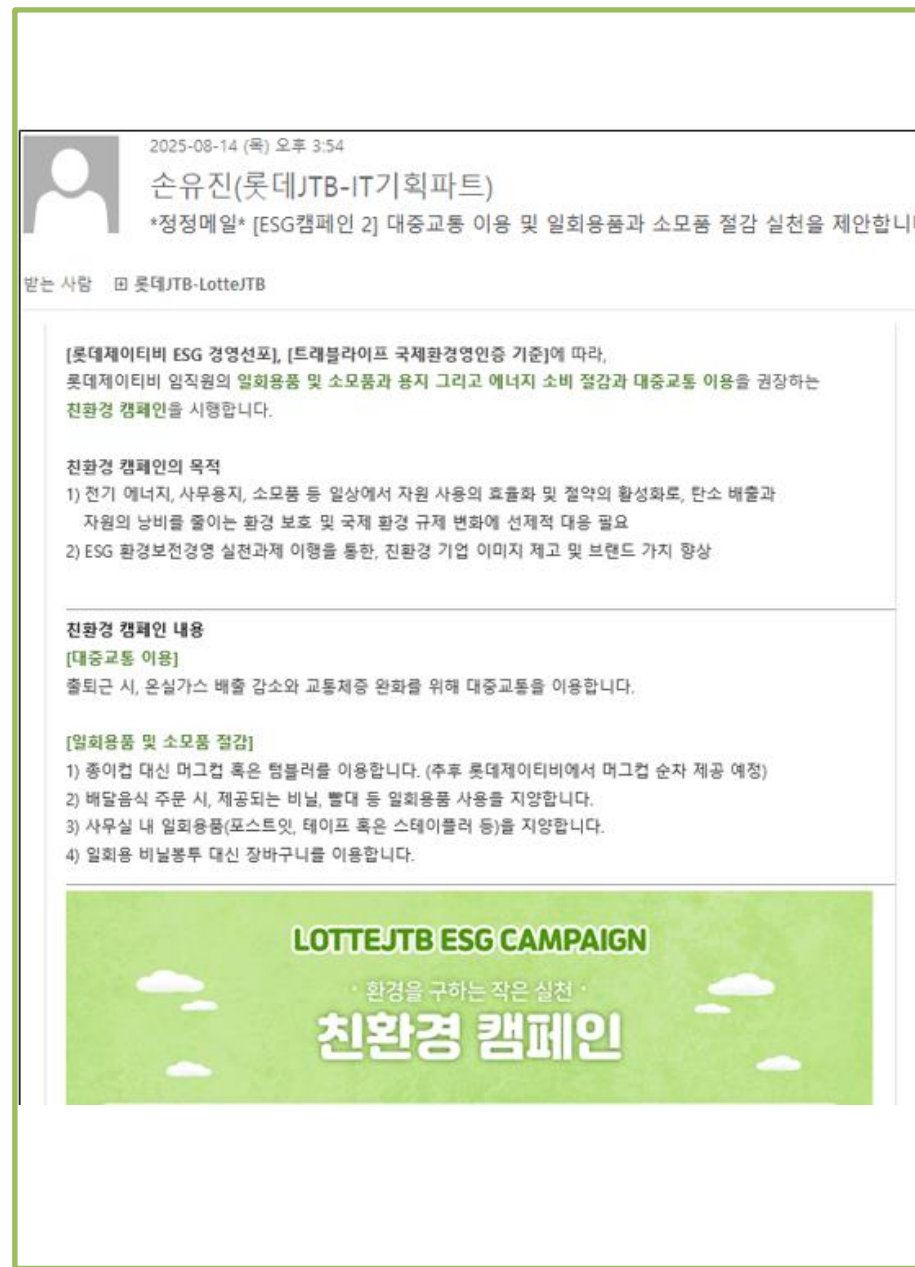 2025-08-14 (목) 오후 3:54
손유진(롯데JTB-IT기획파트)
*정정메일* [ESG캠페인 2] 대중교통 이용 및 일회용품과 소모품 절감 실천을 제안합니
받는 사람 롯데JTB-LotteJTB
[롯데제이티비 ESG 경영선포], [트래블라이프 국제환경영인증 기준]에 따라,
롯데제이티비 임직원의 일회용품 및 소모품과 용지 그리고 에너지 소비 절감과 대중교통 이용을 권장하는
친환경 캠페인을 시행합니다.
친환경 캠페인의 목적
1) 전기 에너지, 사무용지, 소모품 등 일상에서 자원 사용의 효율화 및 절약의 활성화로, 탄소 배출과
자원의 낭비를 줄이는 환경 보호 및 국제 환경 규제 변화에 선제적 대응 필요
2) ESG 환경보전경영 실천과제 이행을 통한, 친환경 기업 이미지 제고 및 브랜드 가치 향상
친환경 캠페인 내용
[대중교통 이용]
출퇴근 시, 온실가스 배출 감소와 교통체증 완화를 위해 대중교통을 이용합니다.
[일회용품 및 소모품 절감]
1) 종이컵 대신 머그컵 혹은 텀블러를 이용합니다. (추후 롯데제이티비에서 머그컵 순차 제공 예정)
2) 배달음식 주문 시, 제공되는 비닐, 빨대 등 일회용품 사용을 지양합니다.
3) 사무실 내 일회용품(포스트잇, 테이프 혹은 스테이플러 등)을 지양합니다.
4) 일회용 비닐봉투 대신 장바구니를 이용합니다.
LOTTEJTB ESG CAMPAIGN
· 환경을 구하는 작은 실천 ·
친환경 캠페인